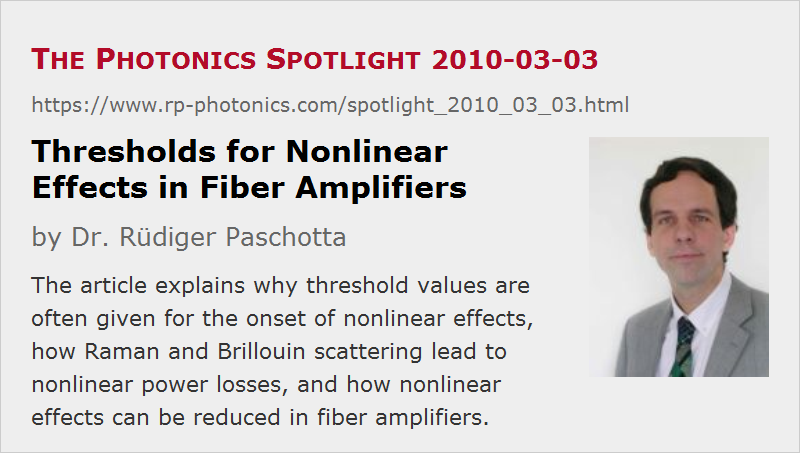 The Photonics Spotlight 2010-03-03
https://www.rp-photonics.com/spotlight_2010_03_03.html
Thresholds for Nonlinear
Effects in Fiber Amplifiers
by Dr. Rüdiger Paschotta
The article explains why threshold values are
often given for the onset of nonlinear effects,
how Raman and Brillouin scattering lead to
nonlinear power losses, and how nonlinear
effects can be reduced in fiber amplifiers.